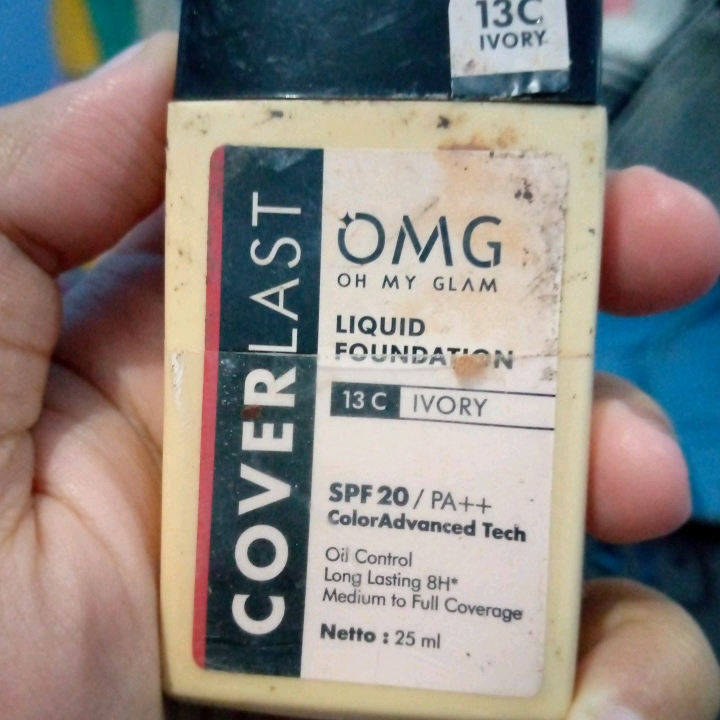 13C
IVORY
COVERLAST
OMG
OH MY GLAM
LIQUID
FOUNDATION
13 C IVORY
SPF 20 / PA++
ColorAdvanced Tech
Oil Control
Long Lasting 8H*
Medium to Full Coverage
Netto : 25 ml